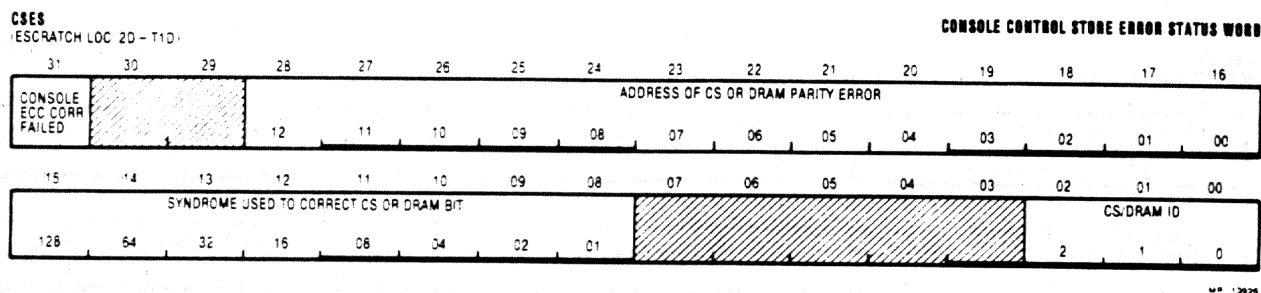 CSES
(ESCRATCH LOC 2D - T1D)
CONSOLE CONTROL STORE ERROR STATUS WORD
31 30 29 28 27 26 25 24 23 22 21 20 19 18 17 16
CONSOLE
ECC CORR
FAILED
ADDRESS OF CS OR DRAM PARITY ERROR
12 11 10 09 08 07 06 05 04 03 02 01 00
15 14 13 12 11 10 09 08 07 06 05 04 03 02 01 00
SYNDROME USED TO CORRECT CS OR DRAM BIT
CS/DRAM ID
128 64 32 16 08 04 02 01 2 1 0